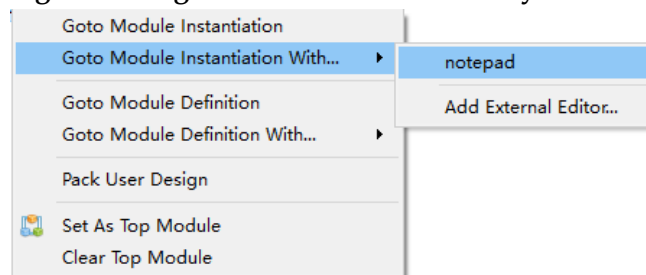 Goto Module Instantiation
Goto Module Instantiation With...
notepad
Add External Editor...
Goto Module Definition
Goto Module Definition With...
Pack User Design
Set As Top Module
Clear Top Module